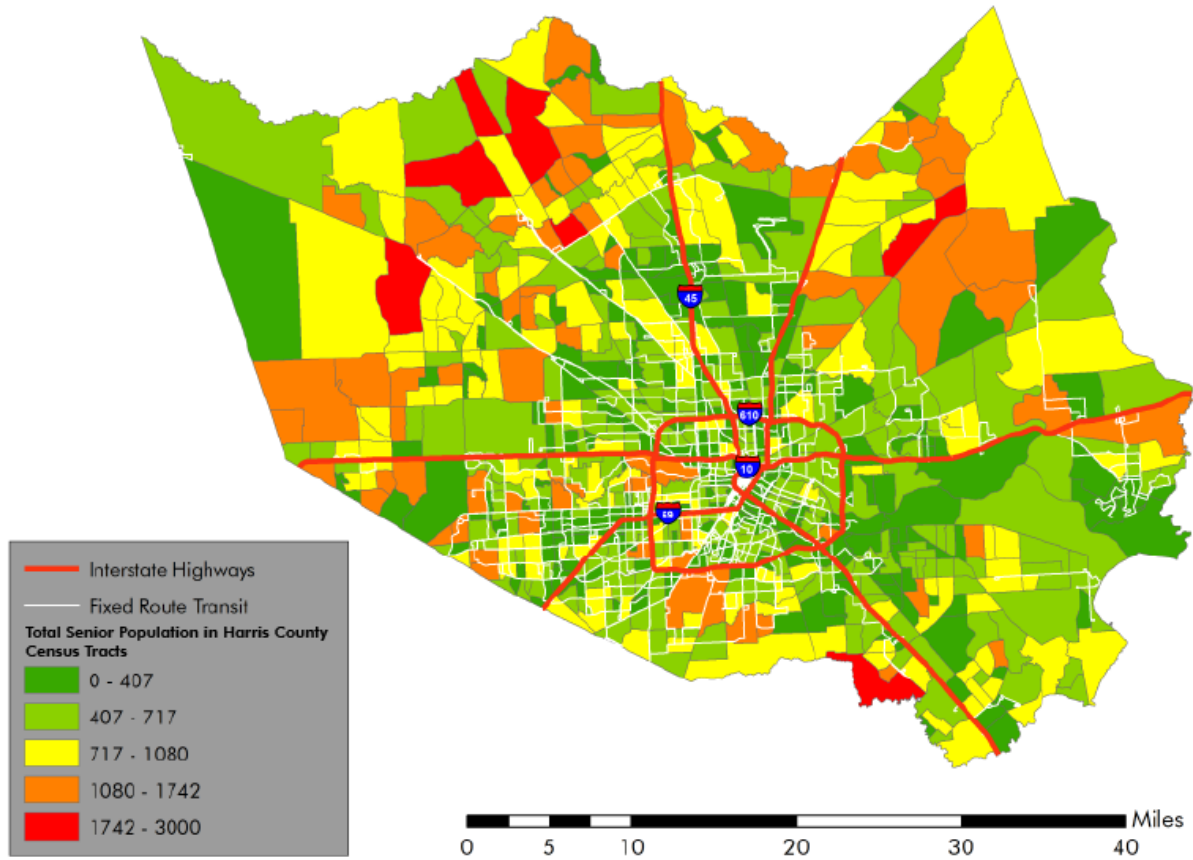 45
610
10
59
Interstate Highways
Fixed Route Transit
Total Senior Population in Harris County
Census Tracts
0 - 407
407 - 717
717 - 1080
1080 - 1742
1742 - 3000
Miles
0 5 10 20 30 40